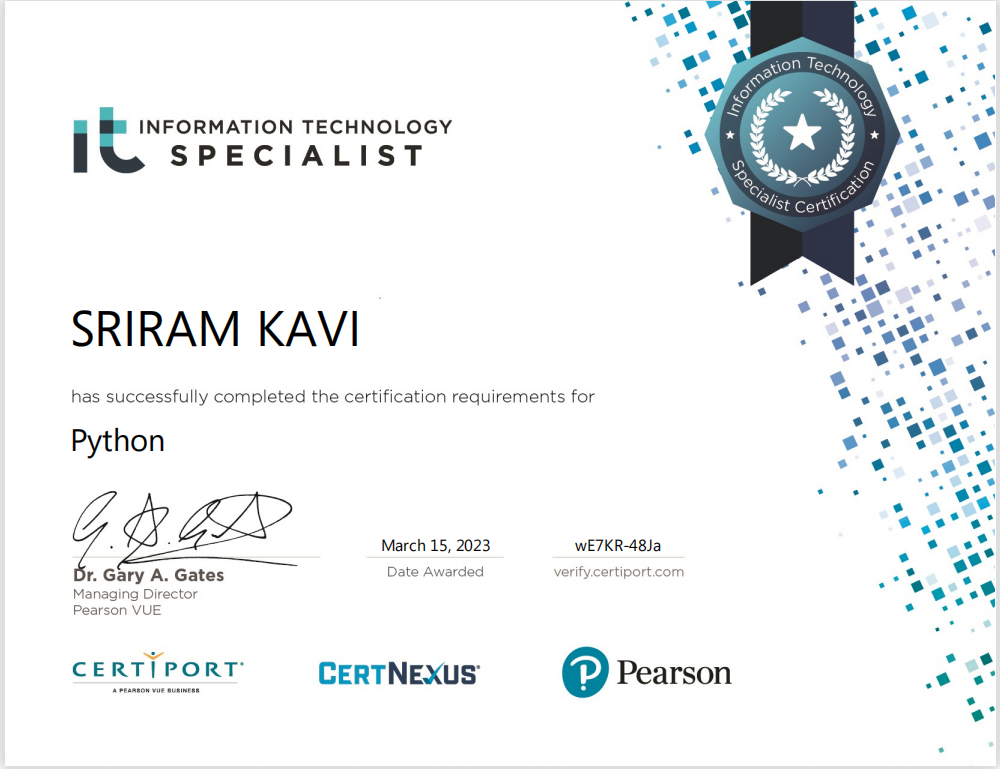 it INFORMATION TECHNOLOGY
SPECIALIST
Information Technology
Specialist Certification
SRIRAM KAVI
has successfully completed the certification requirements for
Python
G. A. Gates
March 15, 2023
wE7KR-48Ja
Dr. Gary A. Gates
Date Awarded
verify.certiport.com
Managing Director
Pearson VUE
CERTIPORT
A PEARSON VUE BUSINESS
CERTNEXUS®
P Pearson